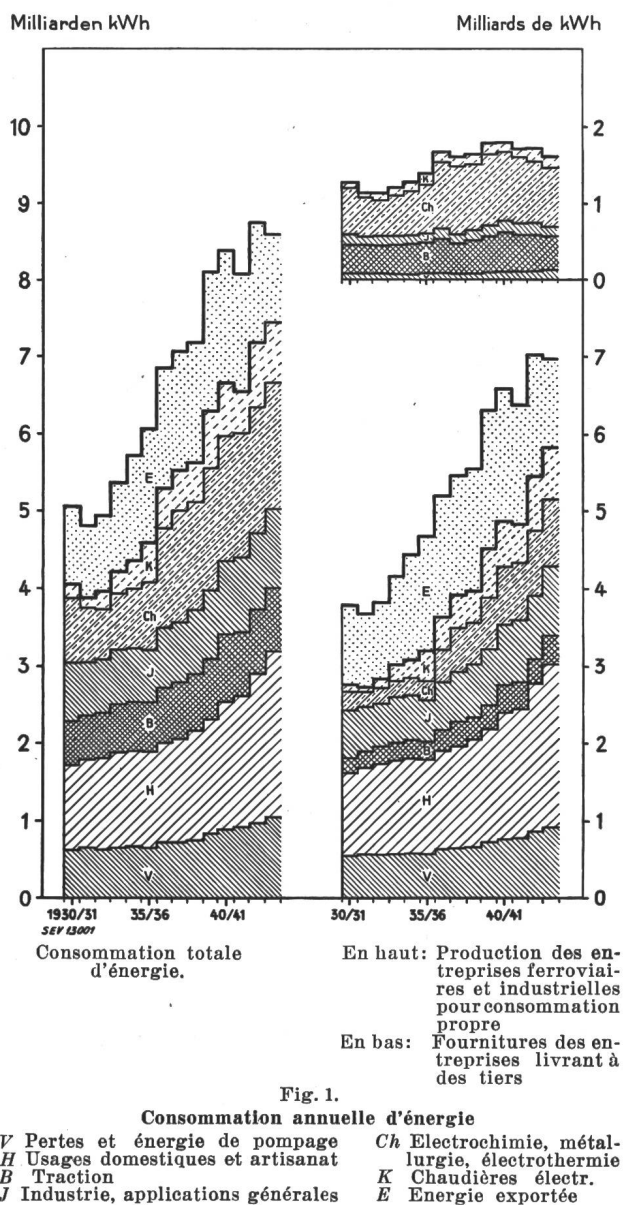 Milliarden kWh
Milliards de kWh
10
9
8
7
6
5
4
3
2
1
0
2
1
0
7
6
5
4
3
2
1
0
E
K
Ch
J
B
H
V
K
Ch
J
B
V
E
K
Ch
J
B
H
V
1930/31 35/36 40/41
30/31 35/36 40/41
SEV 13001
Consommation totale
d'énergie.
En haut: Production des en-
treprises ferroviai-
res et industrielles
pour consommation
propre
En bas: Fournitures des en-
treprises livrant à
des tiers
Fig. 1.
Consommation annuelle d'énergie
V Pertes et énergie de pompage
H Usages domestiques et artisanat
B Traction
J Industrie, applications générales
Ch Electrochimie, métal-
lurgie, électrothermie
K Chaudières électr.
E Energie exportée